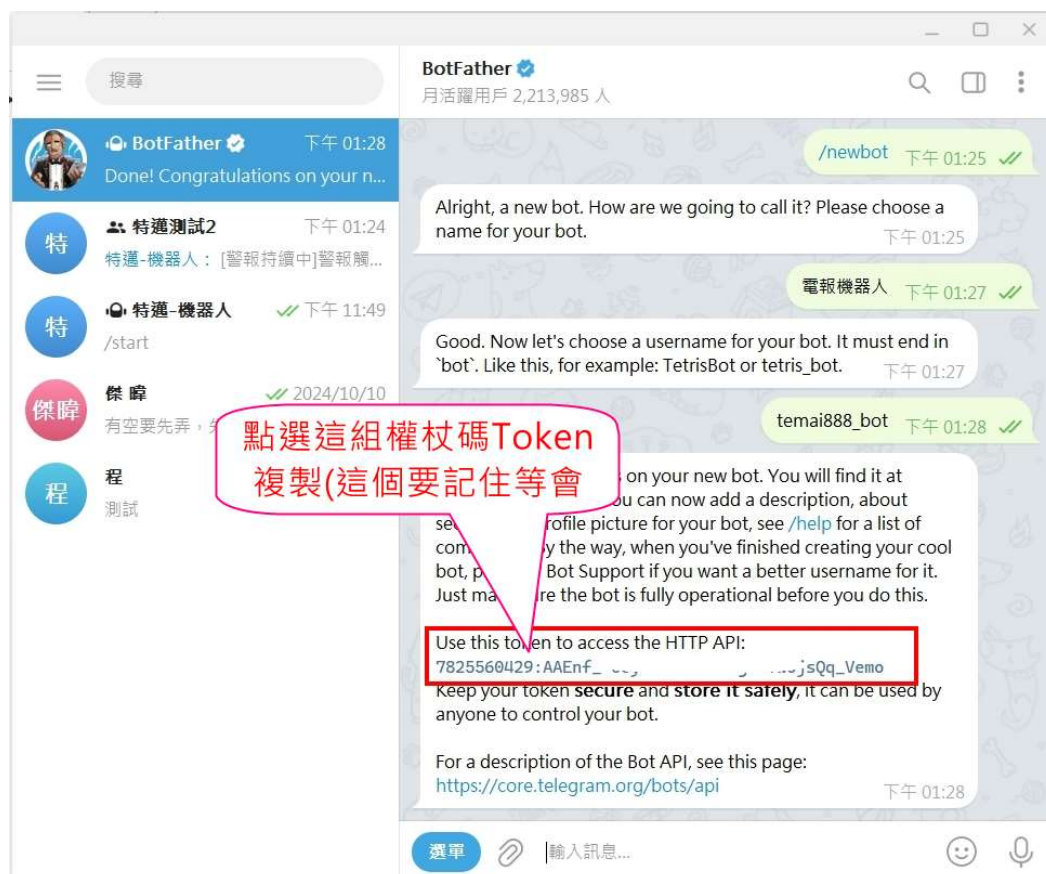 搜尋
BotFather
下午 01:28
Done! Congratulations on your n...
特邁測試2
下午 01:24
特邁-機器人： [警報持續中]警報觸...
特
特邁-機器人
下午 11:49
/start
特
傑 暐
2024/10/10
有空要先弄，
傑暐
程
測試
程
BotFather
月活躍用戶 2,213,985 人
/newbot 下午 01:25
Alright, a new bot. How are we going to call it? Please choose a
name for your bot.
下午 01:25
電報機器人 下午 01:27
Good. Now let's choose a username for your bot. It must end in
`bot`. Like this, for example: TetrisBot or tetris_bot.
下午 01:27
temai888_bot 下午 01:28
點選這組權杖碼Token
複製(這個要記住等會
on your new bot. You will find it at
can now add a description, about
profile picture for your bot, see /help for a list of
by the way, when you've finished creating your cool
bot, Bot Support if you want a better username for it.
Just the bot is fully operational before you do this.
Use this token to access the HTTP API:
7825560429:AAEnf_ jsQq_Vemo
Keep your token secure and store it safely, it can be used by
anyone to control your bot.
For a description of the Bot API, see this page:
https://core.telegram.org/bots/api
下午 01:28
選單
輸入訊息...